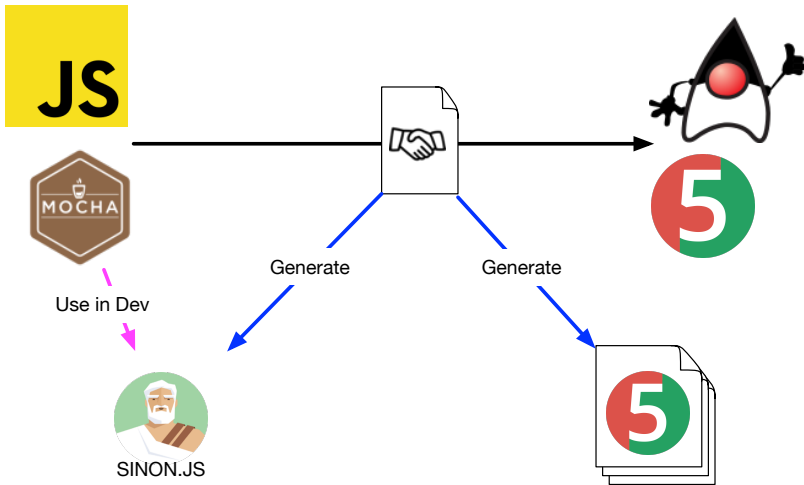 JS
MOCHA
5
Generate
Generate
Use in Dev
5
SINON.JS